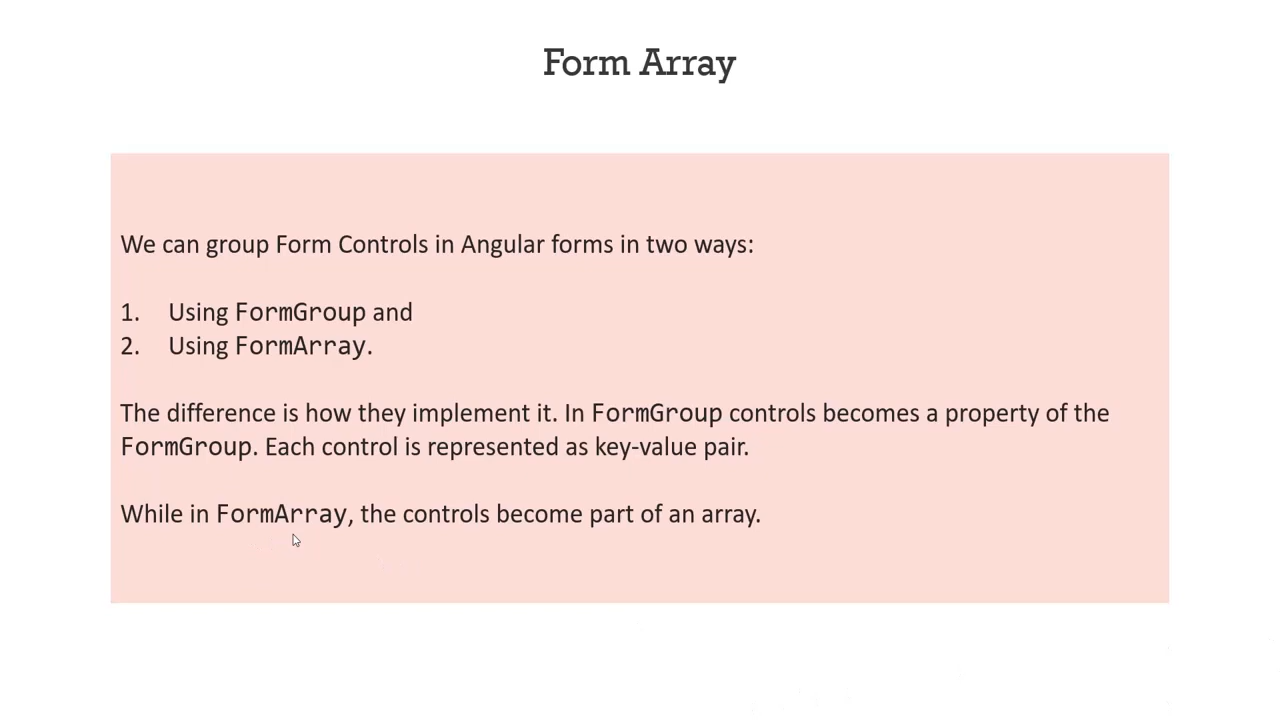 Form Array
We can group Form Controls in Angular forms in two ways:
1. Using FormGroup and
2. Using FormArray.
The difference is how they implement it. In FormGroup controls becomes a property of the
FormGroup. Each control is represented as key-value pair.
While in FormArray, the controls become part of an array.